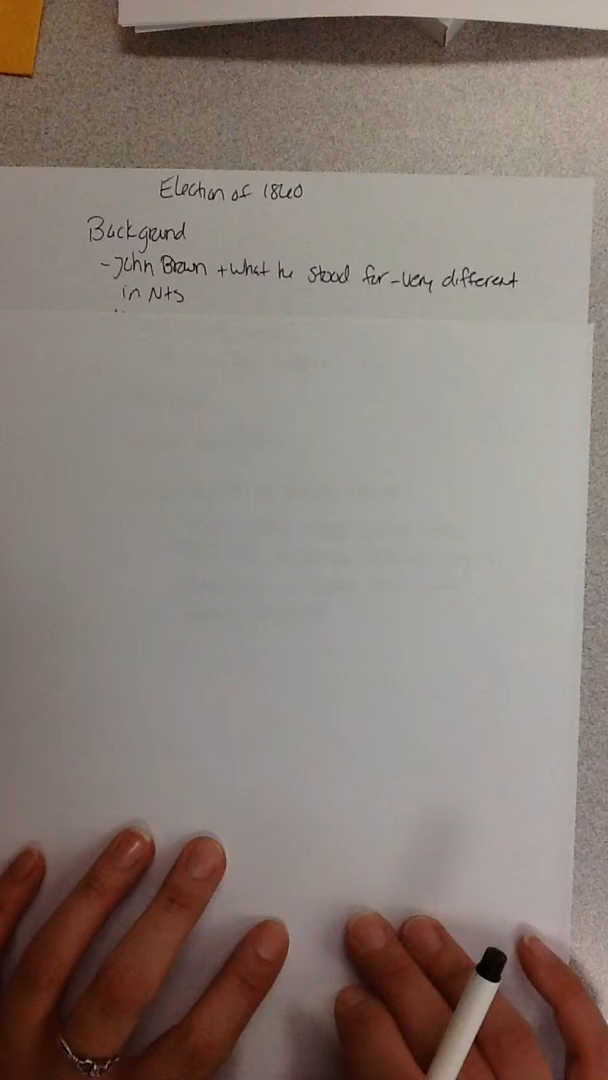 Election of 1860
Background
- John Brown + what he stood for - very different
in N + S